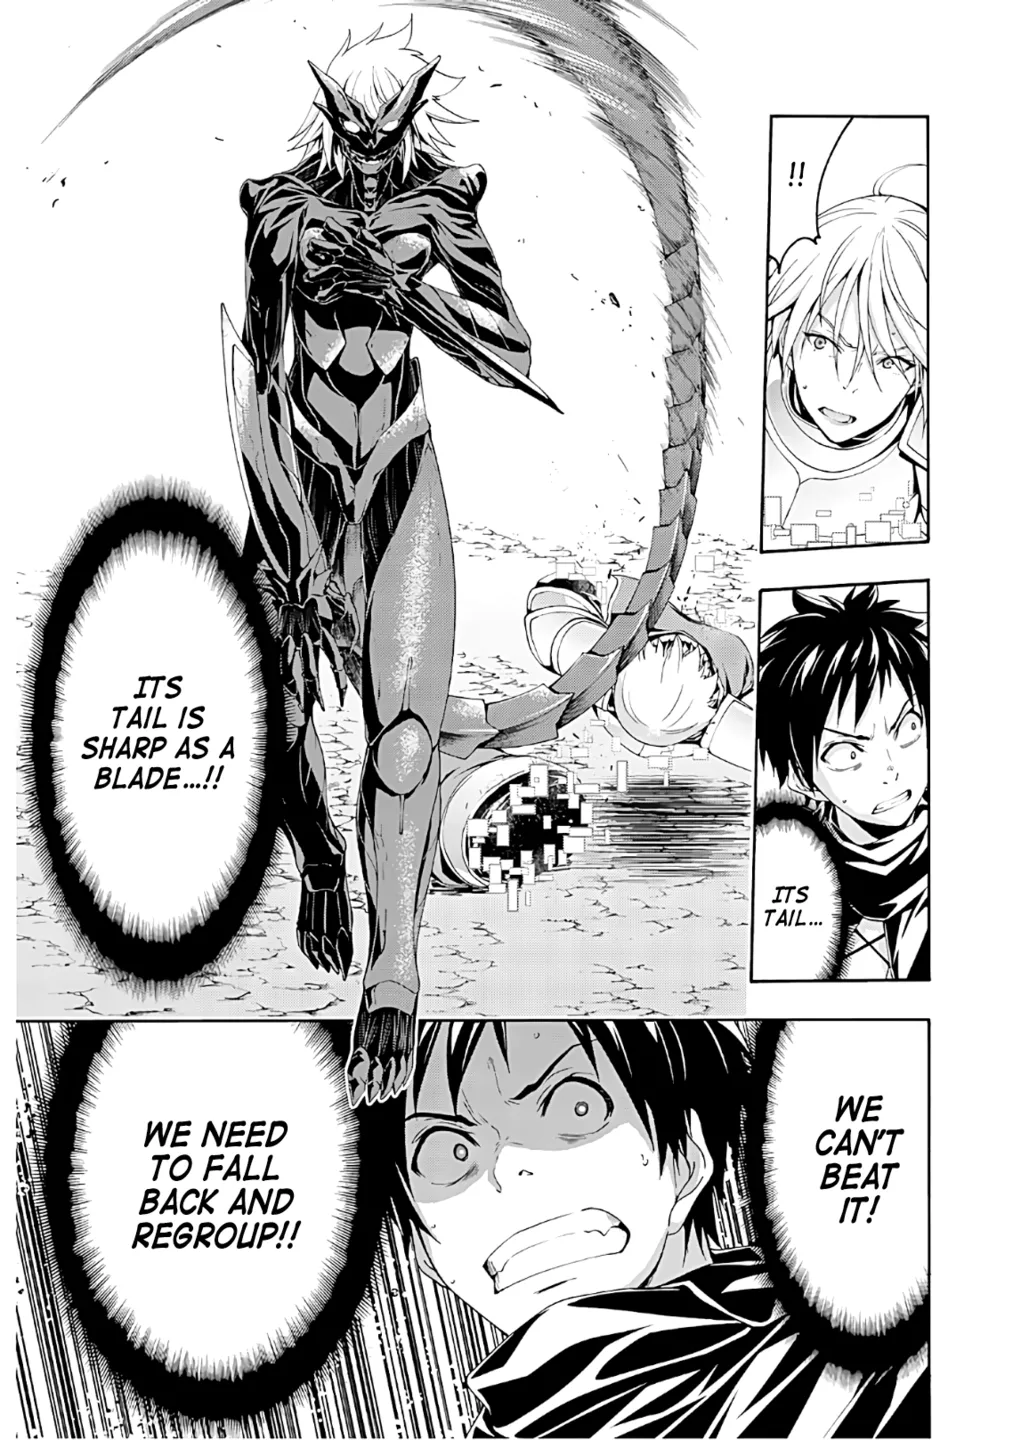 !!
ITS
TAIL...
ITS
TAIL IS
SHARP AS A
BLADE...!!
WE
CAN'T
BEAT
IT!
WE NEED
TO FALL
BACK AND
REGROUP!!